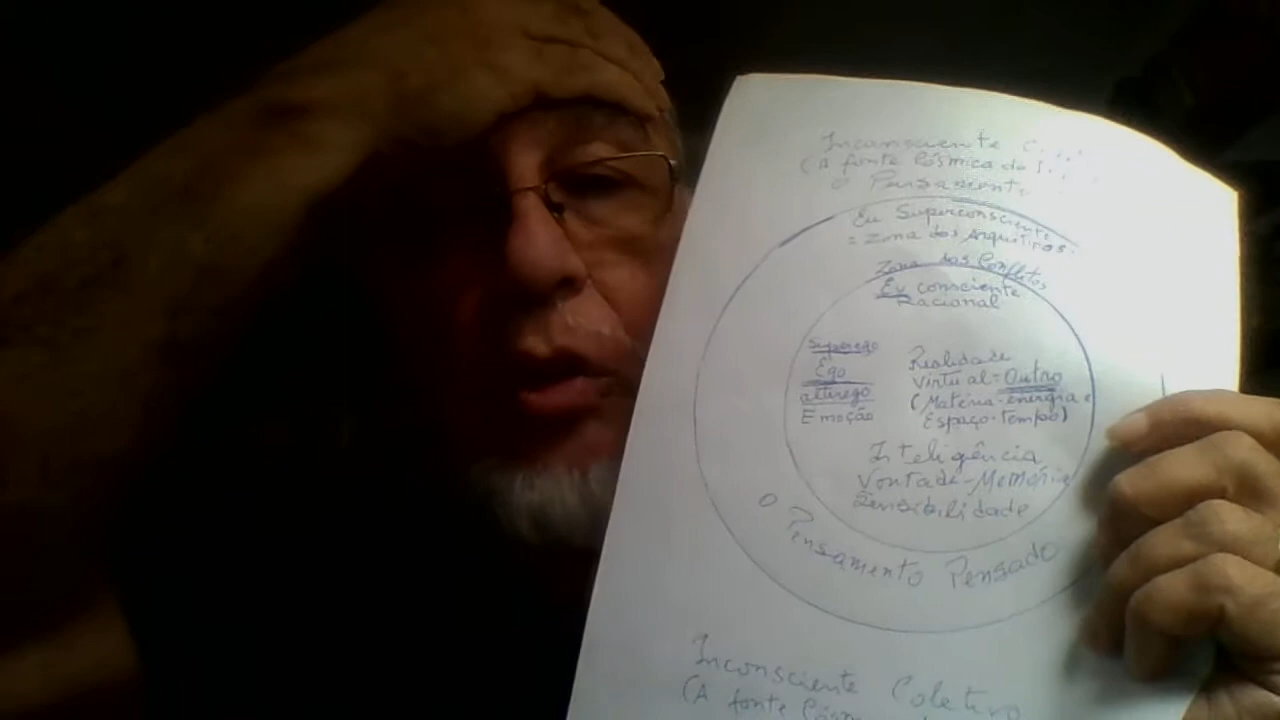 Inconsciente
(A fonte Cósmica do
O Pensamento
Eu Superconsciente
= Zona dos Arquétipos
Zona dos Conflitos
Eu consciente
Racional
Superego
Ego
alterego
Emoção
Realidade
Virtual = Outro
(Matéria-energia e
Espaço-Tempo)
Inteligência
Vontade - Memória
Sensibilidade
O Pensamento Pensado
Inconsciente Coletivo
(A fonte Cósmica